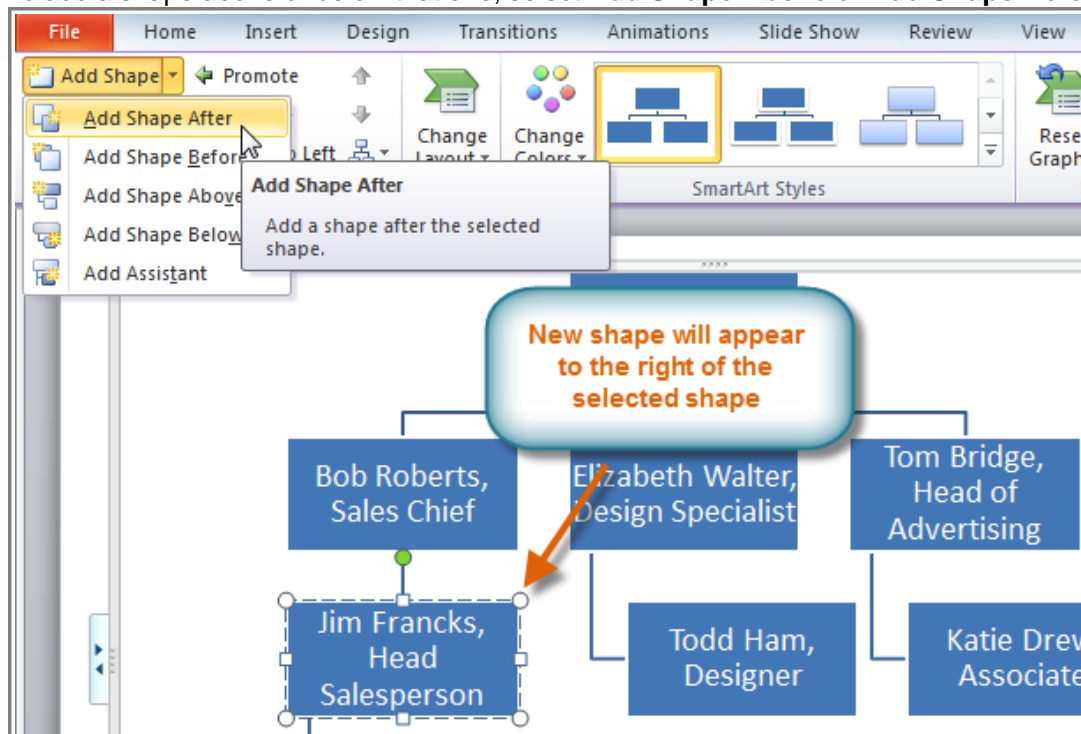 File Home Insert Design Transitions Animations Slide Show Review View
Add Shape Promote
Add Shape After
Add Shape Before
Left
Add Shape Above
Add Shape Below
Add Assistant
Change
Layout
Change
Colors
SmartArt Styles
Add Shape After
Add a shape after the selected
shape.
New shape will appear
to the right of the
selected shape
Bob Roberts,
Sales Chief
Elizabeth Walter,
Design Specialist
Tom Bridge,
Head of
Advertising
Jim Francks,
Head
Salesperson
Todd Ham,
Designer
Katie
Associate